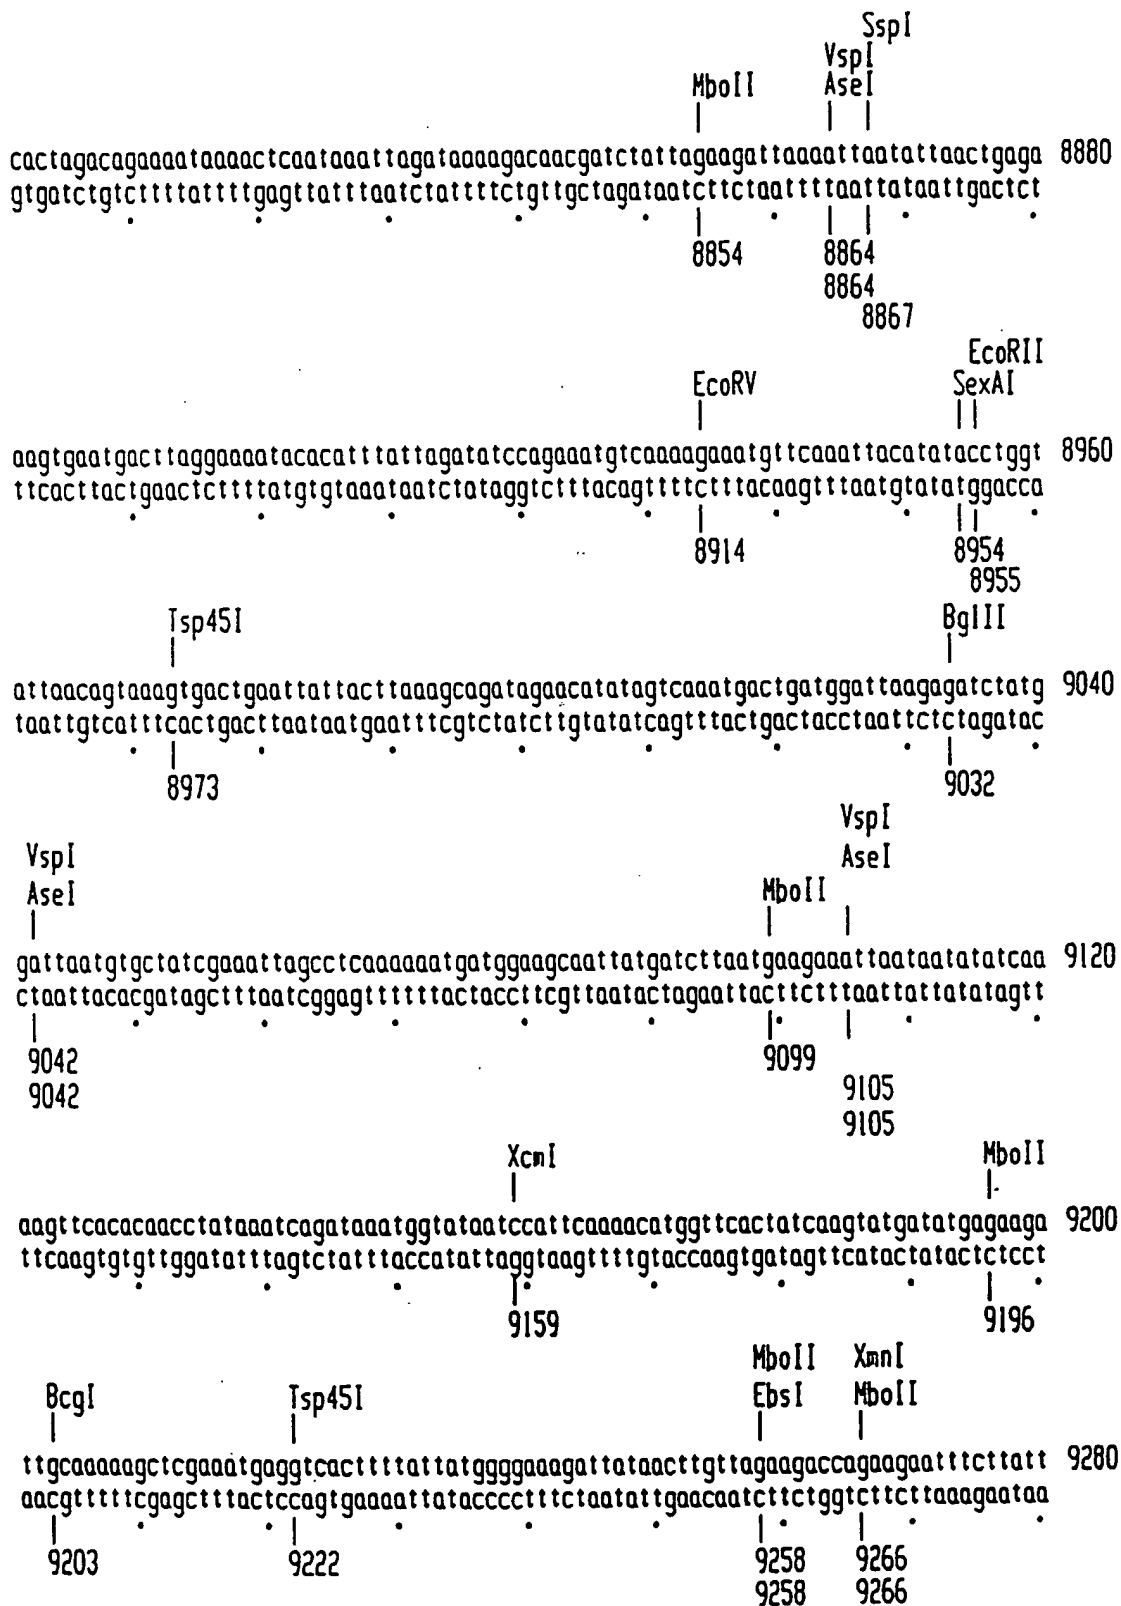 SspI
VspI
MboII AseI
cactagacagaaaataaaactcaataaattagataaaagacaacgatctattagaagattaaaattaatattaactgaga 8880
gtgatctgtcttttattttgagttatttaatctattttctgttgctagataatcttctaattttaattataattgactct
8854 8864
8864
8867
EcoRII
EcoRV SexAI
aagtgaatgacttaggaaaatacacatttattagatatccagaaatgtcaaaagaaatgttcaaattacatatacctggt 8960
ttcacttactgaactcttttatgtgtaaataatctataggtctttacagttttctttacaagtttaatgtatatggacca
8914 8954
8955
Tsp45I BglII
attaacagtaaagtgactgaattattacttaaagcagatagaacatatagtcaaatgactgatggattaagagatctatg 9040
taattgtcatttcactgacttaataatgaatttcgtctatcttgtatatcagtttactgactacctaattctctagatac
8973 9032
VspI
VspI AseI
AseI MboII
gattaatgtgctatcgaaattagcctcaaaaaatgatggaagcaattatgatcttaatgaagaaattaataatatatcaa 9120
ctaattacacgatagctttaatcggagttttttactaccttcgttaatactagaattacttctttaattattatatagtt
9042 9099
9042 9105
9105
XcmI MboII
aagttcacacaacctataaatcagataaatggtataatccattcaaaacatggttcactatcaagtatgatatgagaaga 9200
ttcaagtgtgttggatatttagtctatttaccatattaggtaagttttgtaccaagtgatagttcatactatactctcct
9159 9196
MboII XmnI
BcgI Tsp45I EbsI MboII
ttgcaaaaagctcgaaatgaggtcacttttattatggggaaagattataacttgttagaagaccagaagaatttcttatt 9280
aacgtttttcgagctttactccagtgaaaattatacccctttctaatattgaacaatcttctggtcttcttaaagaataa
9203 9222 9258 9266
9258 9266